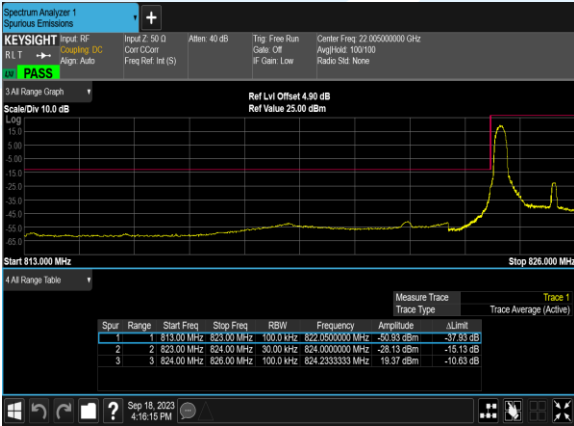 Spectrum Analyzer 1
Spurious Emissions
+
KEYSIGHT Input: RF Input Z: 50 Ω Atten: 40 dB Trig: Free Run Center Freq: 22.005000000 GHz
RLT Coupling: DC Corr CCorr Gate: Off Avg|Hold: 100/100
Align: Auto Freq Ref: Int (S) IF Gain: Low Radio Std: None
LW PASS
3 All Range Graph
Ref Lvl Offset 4.90 dB
Scale/Div 10.0 dB Ref Value 25.00 dBm
Log
15.0
5.00
-5.00
-15.0
-25.0
-35.0
-45.0
-55.0
-65.0
Start 813.000 MHz Stop 826.000 MHz
4 All Range Table
Measure Trace Trace 1
Trace Type Trace Average (Active)
Spur Range Start Freq Stop Freq RBW Frequency Amplitude ΔLimit
1 1 813.00 MHz 823.00 MHz 100.0 kHz 822.0500000 MHz -50.93 dBm -37.93 dB
2 2 823.00 MHz 824.00 MHz 30.00 kHz 824.0000000 MHz -28.13 dBm -15.13 dB
3 3 824.00 MHz 826.00 MHz 100.0 kHz 824.2333333 MHz 19.37 dBm -10.63 dB
? Sep 18, 2023
4:16:15 PM